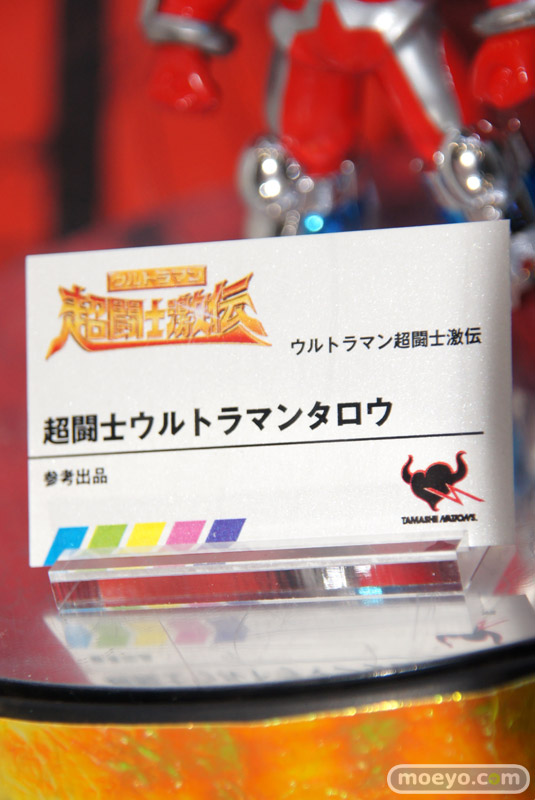 ウルトラマン
超闘士激伝
ウルトラマン超闘士激伝
超闘士ウルトラマンタロウ
参考出品
TAMASHII NATIONS
moeyo.com